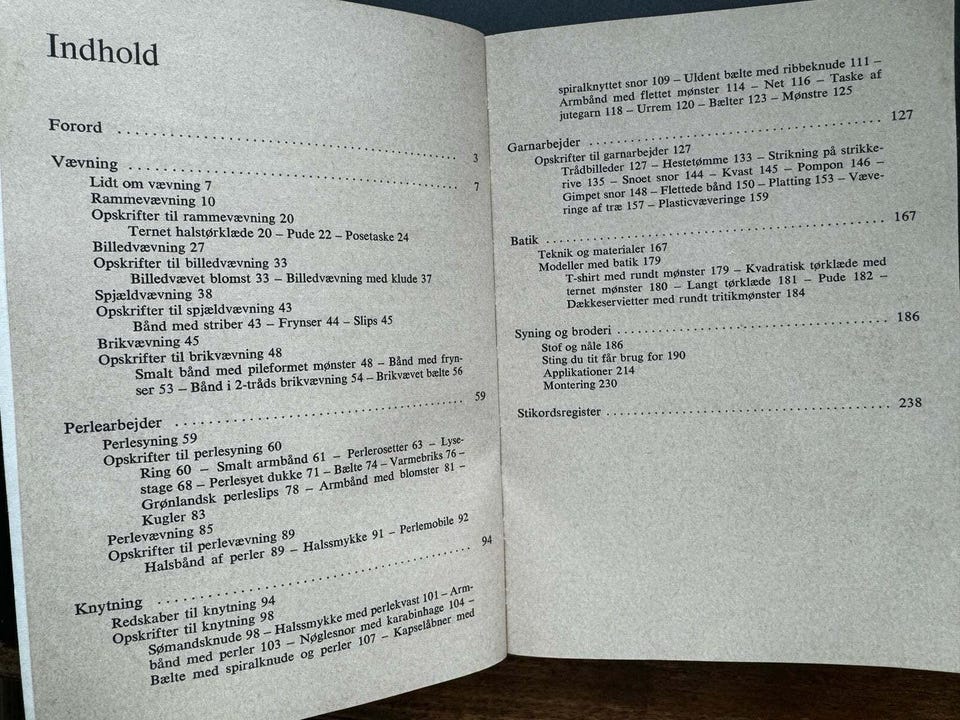 Indhold
Forord .......... 3
Vævning .......... 7
Lidt om vævning 7
Rammevævning 10
Opskrifter til rammevævning 20
Ternet halstørklæde 20 – Pude 22 – Posetaske 24
Billedvævning 27
Opskrifter til billedvævning 33
Billedvævet blomst 33 – Billedvævning med klude 37
Spjældvævning 38
Opskrifter til spjældvævning 43
Bånd med striber 43 – Frynser 44 – Slips 45
Brikvævning 45
Opskrifter til brikvævning 48
Smalt bånd med pileformet mønster 48 – Bånd med fryn-
ser 53 – Bånd i 2-tråds brikvævning 54 – Brikvævet bælte 56
Perlearbejder .......... 59
Perlesyning 59
Opskrifter til perlesyning 60
Ring 60 – Smalt armbånd 61 – Perlerosetter 63 – Lyse-
stage 68 – Perlesyet dukke 71 – Bælte 74 – Varmebriks 76 –
Grønlandsk perleslips 78 – Armbånd med blomster 81 –
Kugler 83
Perlevævning 85
Opskrifter til perlevævning 89
Halsbånd af perler 89 – Halssmykke 91 – Perlemobile 92
Knytning .......... 94
Redskaber til knytning 94
Opskrifter til knytning 98
Sømandsknude 98 – Halssmykke med perlekvast 101 – Arm-
bånd med perler 103 – Nøglesnor med karabinhage 104 –
Bælte med spiralknude og perler 107 – Kapselåbner med
spiralknyttet snor 109 – Uldent bælte med ribbeknude 111 –
Armbånd med flettet mønster 114 – Net 116 – Taske af
jutegarn 118 – Urrem 120 – Bælter 123 – Mønstre 125
Garnarbejder .......... 127
Opskrifter til garnarbejder 127
Trådbilleder 127 – Hestetømme 133 – Strikning på strikke-
rive 135 – Snoet snor 144 – Kvast 145 – Pompon 146 –
Gimpet snor 148 – Flettede bånd 150 – Platting 153 – Væve-
ringe af træ 157 – Plasticvæveringe 159
Batik .......... 167
Teknik og materialer 167
Modeller med batik 179
T-shirt med rundt mønster 179 – Kvadratisk tørklæde med
ternet mønster 180 – Langt tørklæde 181 – Pude 182 –
Dækkeservietter med rundt tritikmønster 184
Syning og broderi .......... 186
Stof og nåle 186
Sting du tit får brug for 190
Applikationer 214
Montering 230
Stikordsregister .......... 238